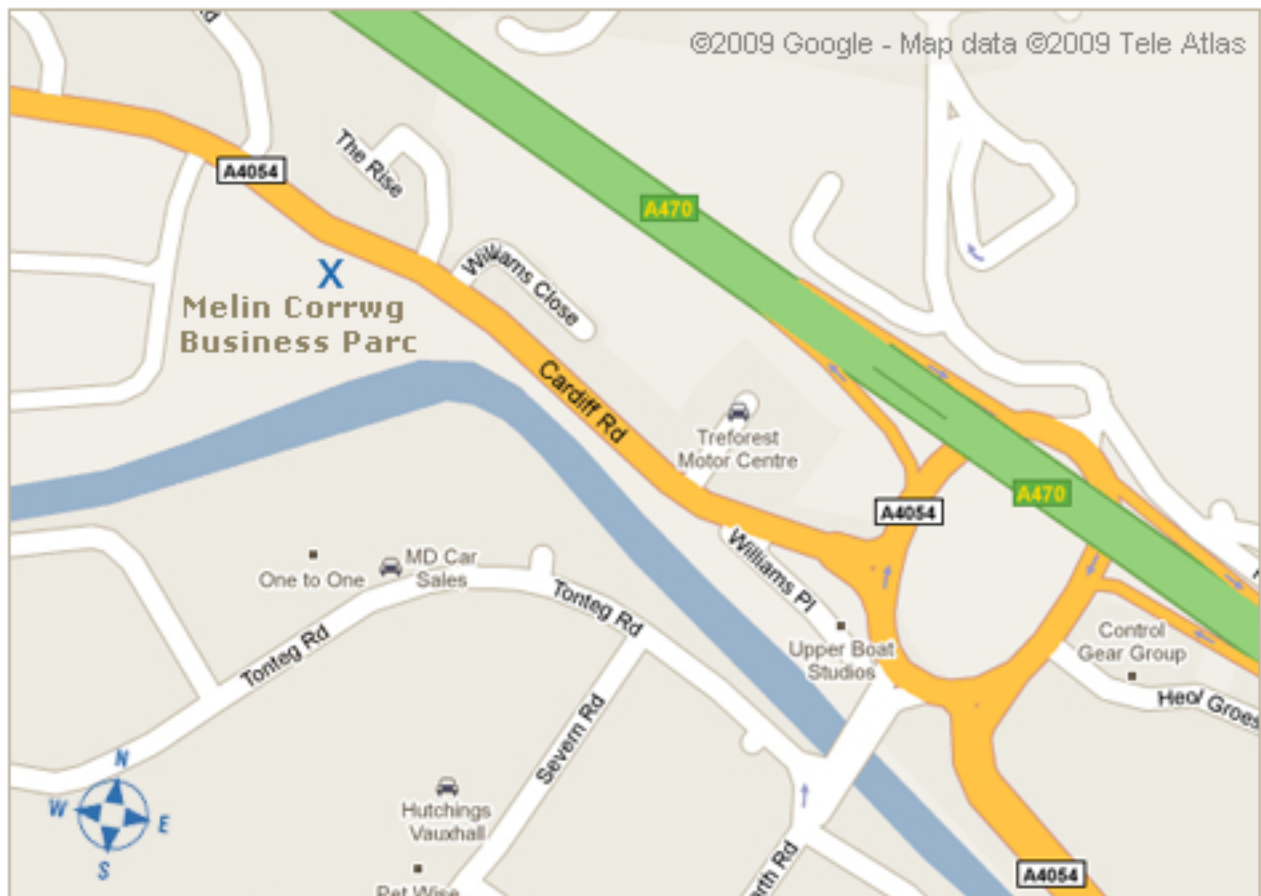 ©2009 Google - Map data ©2009 Tele Atlas
The Rise
A4054
A470
Williams Close
X
Melin Corrwg
Business Parc
Cardiff Rd
Treforest
Motor Centre
A470
A4054
Williams Pl
One to One
MD Car
Sales
Tonteg Rd
Tonteg Rd
Upper Boat
Studios
Control
Gear Group
Heol Groes
Severn Rd
N
W
E
S
Hutchings
Vauxhall
Pet Wise
A4054